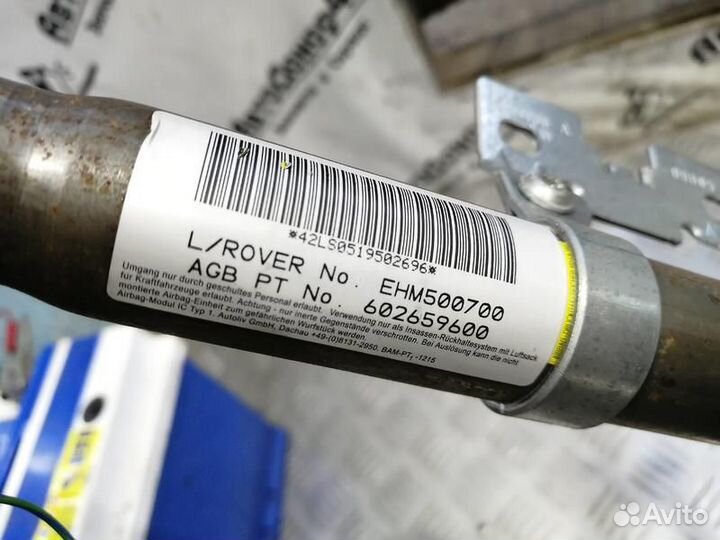 *42LS0519502696*
L/ROVER No. EHM500700
AGB PT No. 602659600
Umgang nur durch geschultes Personal erlaubt. Verwendung nur als Insassen-Rückhaltesystem mit Luftsack
für Kraftfahrzeuge erlaubt. Achtung - nur inerte Gegenstände verschrotten. Bei Auslösung kann die nicht
montierte Airbag-Einheit zum gefährlichen Wurfstück werden.
Airbag-Modul IC Typ 1. Autoliv GmbH, Dachau +49-(0)8131-2950. BAM-PT₁ -1215
Avito